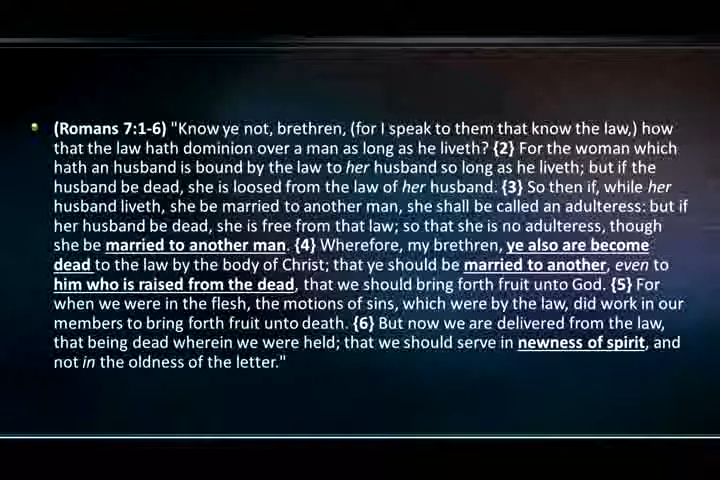 (Romans 7:1-6) "Know ye not, brethren, (for I speak to them that know the law,) how
that the law hath dominion over a man as long as he liveth? {2} For the woman which
hath an husband is bound by the law to her husband so long as he liveth; but if the
husband be dead, she is loosed from the law of her husband. {3} So then if, while her
husband liveth, she be married to another man, she shall be called an adulteress: but if
her husband be dead, she is free from that law; so that she is no adulteress, though
she be married to another man. {4} Wherefore, my brethren, ye also are become
dead to the law by the body of Christ; that ye should be married to another, even to
him who is raised from the dead, that we should bring forth fruit unto God. {5} For
when we were in the flesh, the motions of sins, which were by the law, did work in our
members to bring forth fruit unto death. {6} But now we are delivered from the law,
that being dead wherein we were held; that we should serve in newness of spirit, and
not in the oldness of the letter."